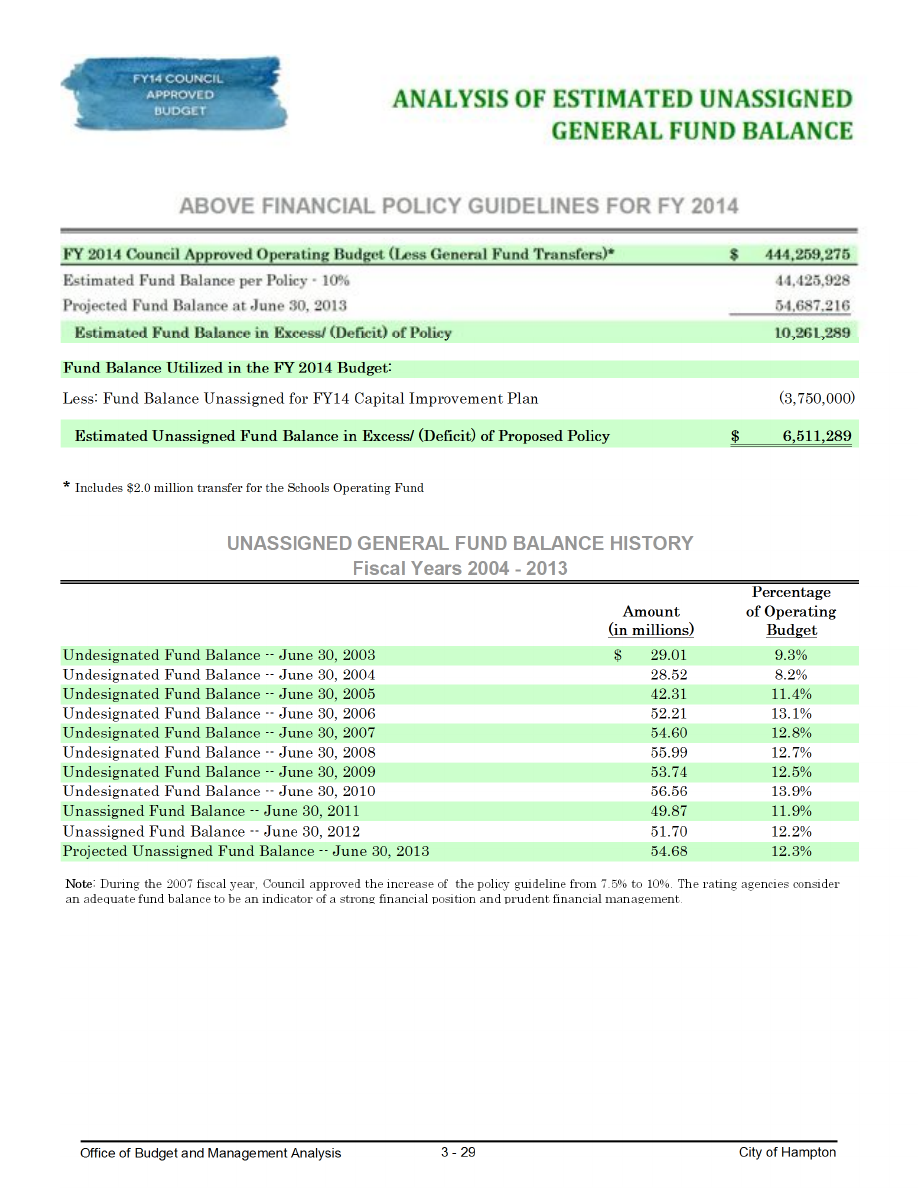 FY14 COUNCIL
APPROVED
BUDGET
ANALYSIS OF ESTIMATED UNASSIGNED
GENERAL FUND BALANCE
ABOVE FINANCIAL POLICY GUIDELINES FOR FY 2014
FY 2014 Council Approved Operating Budget (Less General Fund Transfers)* $ 444,259,275
Estimated Fund Balance per Policy - 10% 44,425,928
Projected Fund Balance at June 30, 2013 54,687,216
Estimated Fund Balance in Excess/ (Deficit) of Policy 10,261,289
Fund Balance Utilized in the FY 2014 Budget:
Less: Fund Balance Unassigned for FY14 Capital Improvement Plan (3,750,000)
Estimated Unassigned Fund Balance in Excess/ (Deficit) of Proposed Policy $ 6,511,289
* Includes $2.0 million transfer for the Schools Operating Fund
UNASSIGNED GENERAL FUND BALANCE HISTORY
Fiscal Years 2004 - 2013
Percentage
Amount of Operating
(in millions) Budget
Undesignated Fund Balance -- June 30, 2003 $ 29.01 9.3%
Undesignated Fund Balance -- June 30, 2004 28.52 8.2%
Undesignated Fund Balance -- June 30, 2005 42.31 11.4%
Undesignated Fund Balance -- June 30, 2006 52.21 13.1%
Undesignated Fund Balance -- June 30, 2007 54.60 12.8%
Undesignated Fund Balance -- June 30, 2008 55.99 12.7%
Undesignated Fund Balance -- June 30, 2009 53.74 12.5%
Undesignated Fund Balance -- June 30, 2010 56.56 13.9%
Unassigned Fund Balance -- June 30, 2011 49.87 11.9%
Unassigned Fund Balance -- June 30, 2012 51.70 12.2%
Projected Unassigned Fund Balance -- June 30, 2013 54.68 12.3%
Note: During the 2007 fiscal year, Council approved the increase of the policy guideline from 7.5% to 10%. The rating agencies consider
an adequate fund balance to be an indicator of a strong financial position and prudent financial management.
Office of Budget and Management Analysis 3 - 29 City of Hampton